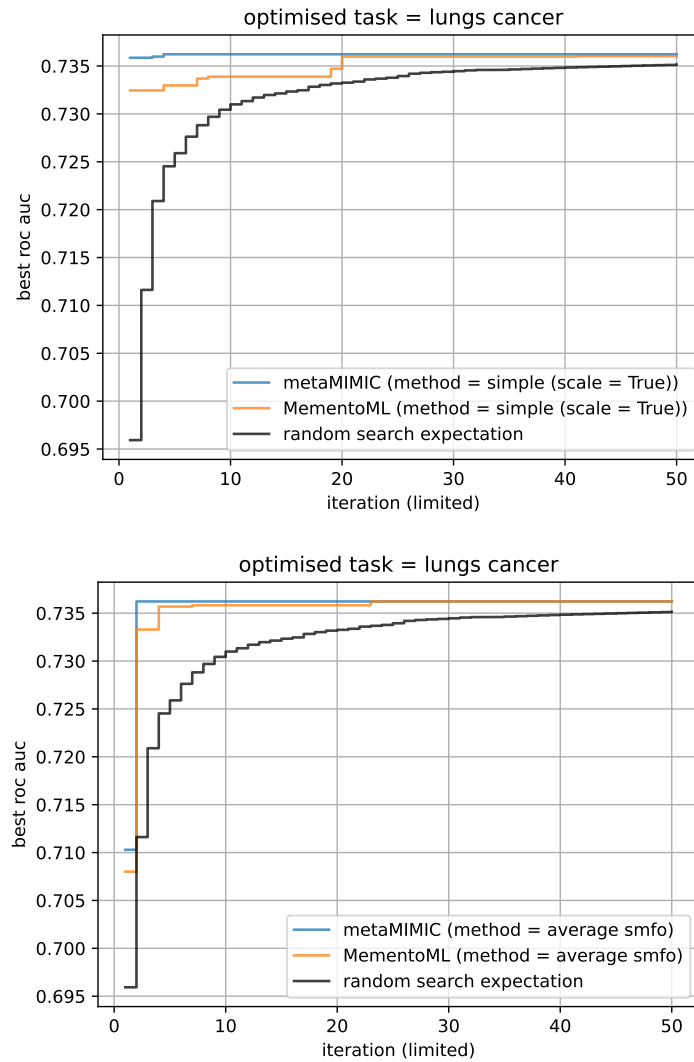 optimised task = lungs cancer
0.735
0.730
0.725
0.720
0.715
0.710
0.705
0.700
0.695
best roc auc
metaMIMIC (method = simple (scale = True))
MementoML (method = simple (scale = True))
random search expectation
0 10 20 30 40 50
iteration (limited)
optimised task = lungs cancer
0.735
0.730
0.725
0.720
0.715
0.710
0.705
0.700
0.695
best roc auc
metaMIMIC (method = average smfo)
MementoML (method = average smfo)
random search expectation
0 10 20 30 40 50
iteration (limited)